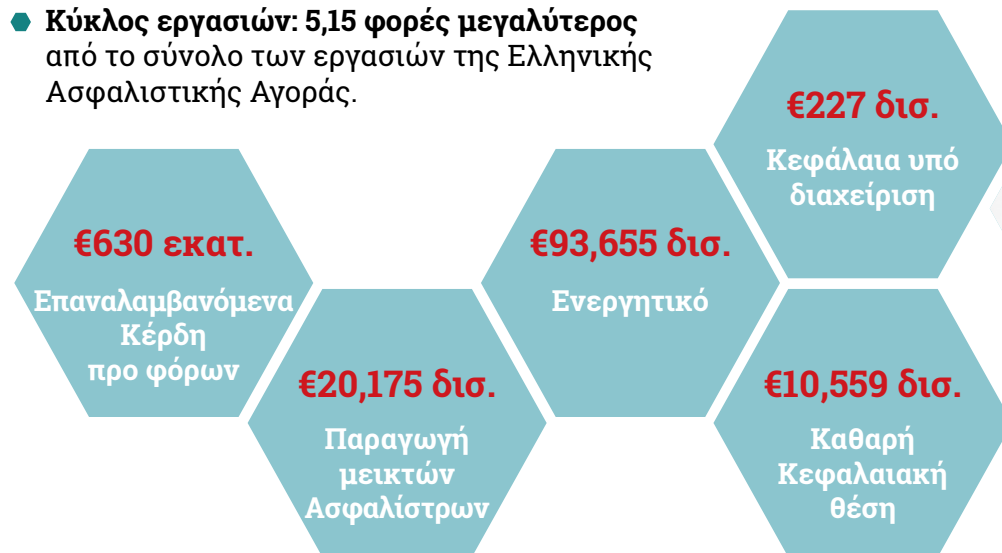 Κύκλος εργασιών: 5,15 φορές μεγαλύτερος
από το σύνολο των εργασιών της Ελληνικής
Ασφαλιστικής Αγοράς.
€227 δισ.
Κεφάλαια υπό
διαχείριση
€630 εκατ.
Επαναλαμβανόμενα
Κέρδη
προ φόρων
€93,655 δισ.
Ενεργητικό
€20,175 δισ.
Παραγωγή
μεικτών
Ασφαλίστρων
€10,559 δισ.
Καθαρή
Κεφαλαιακή
θέση